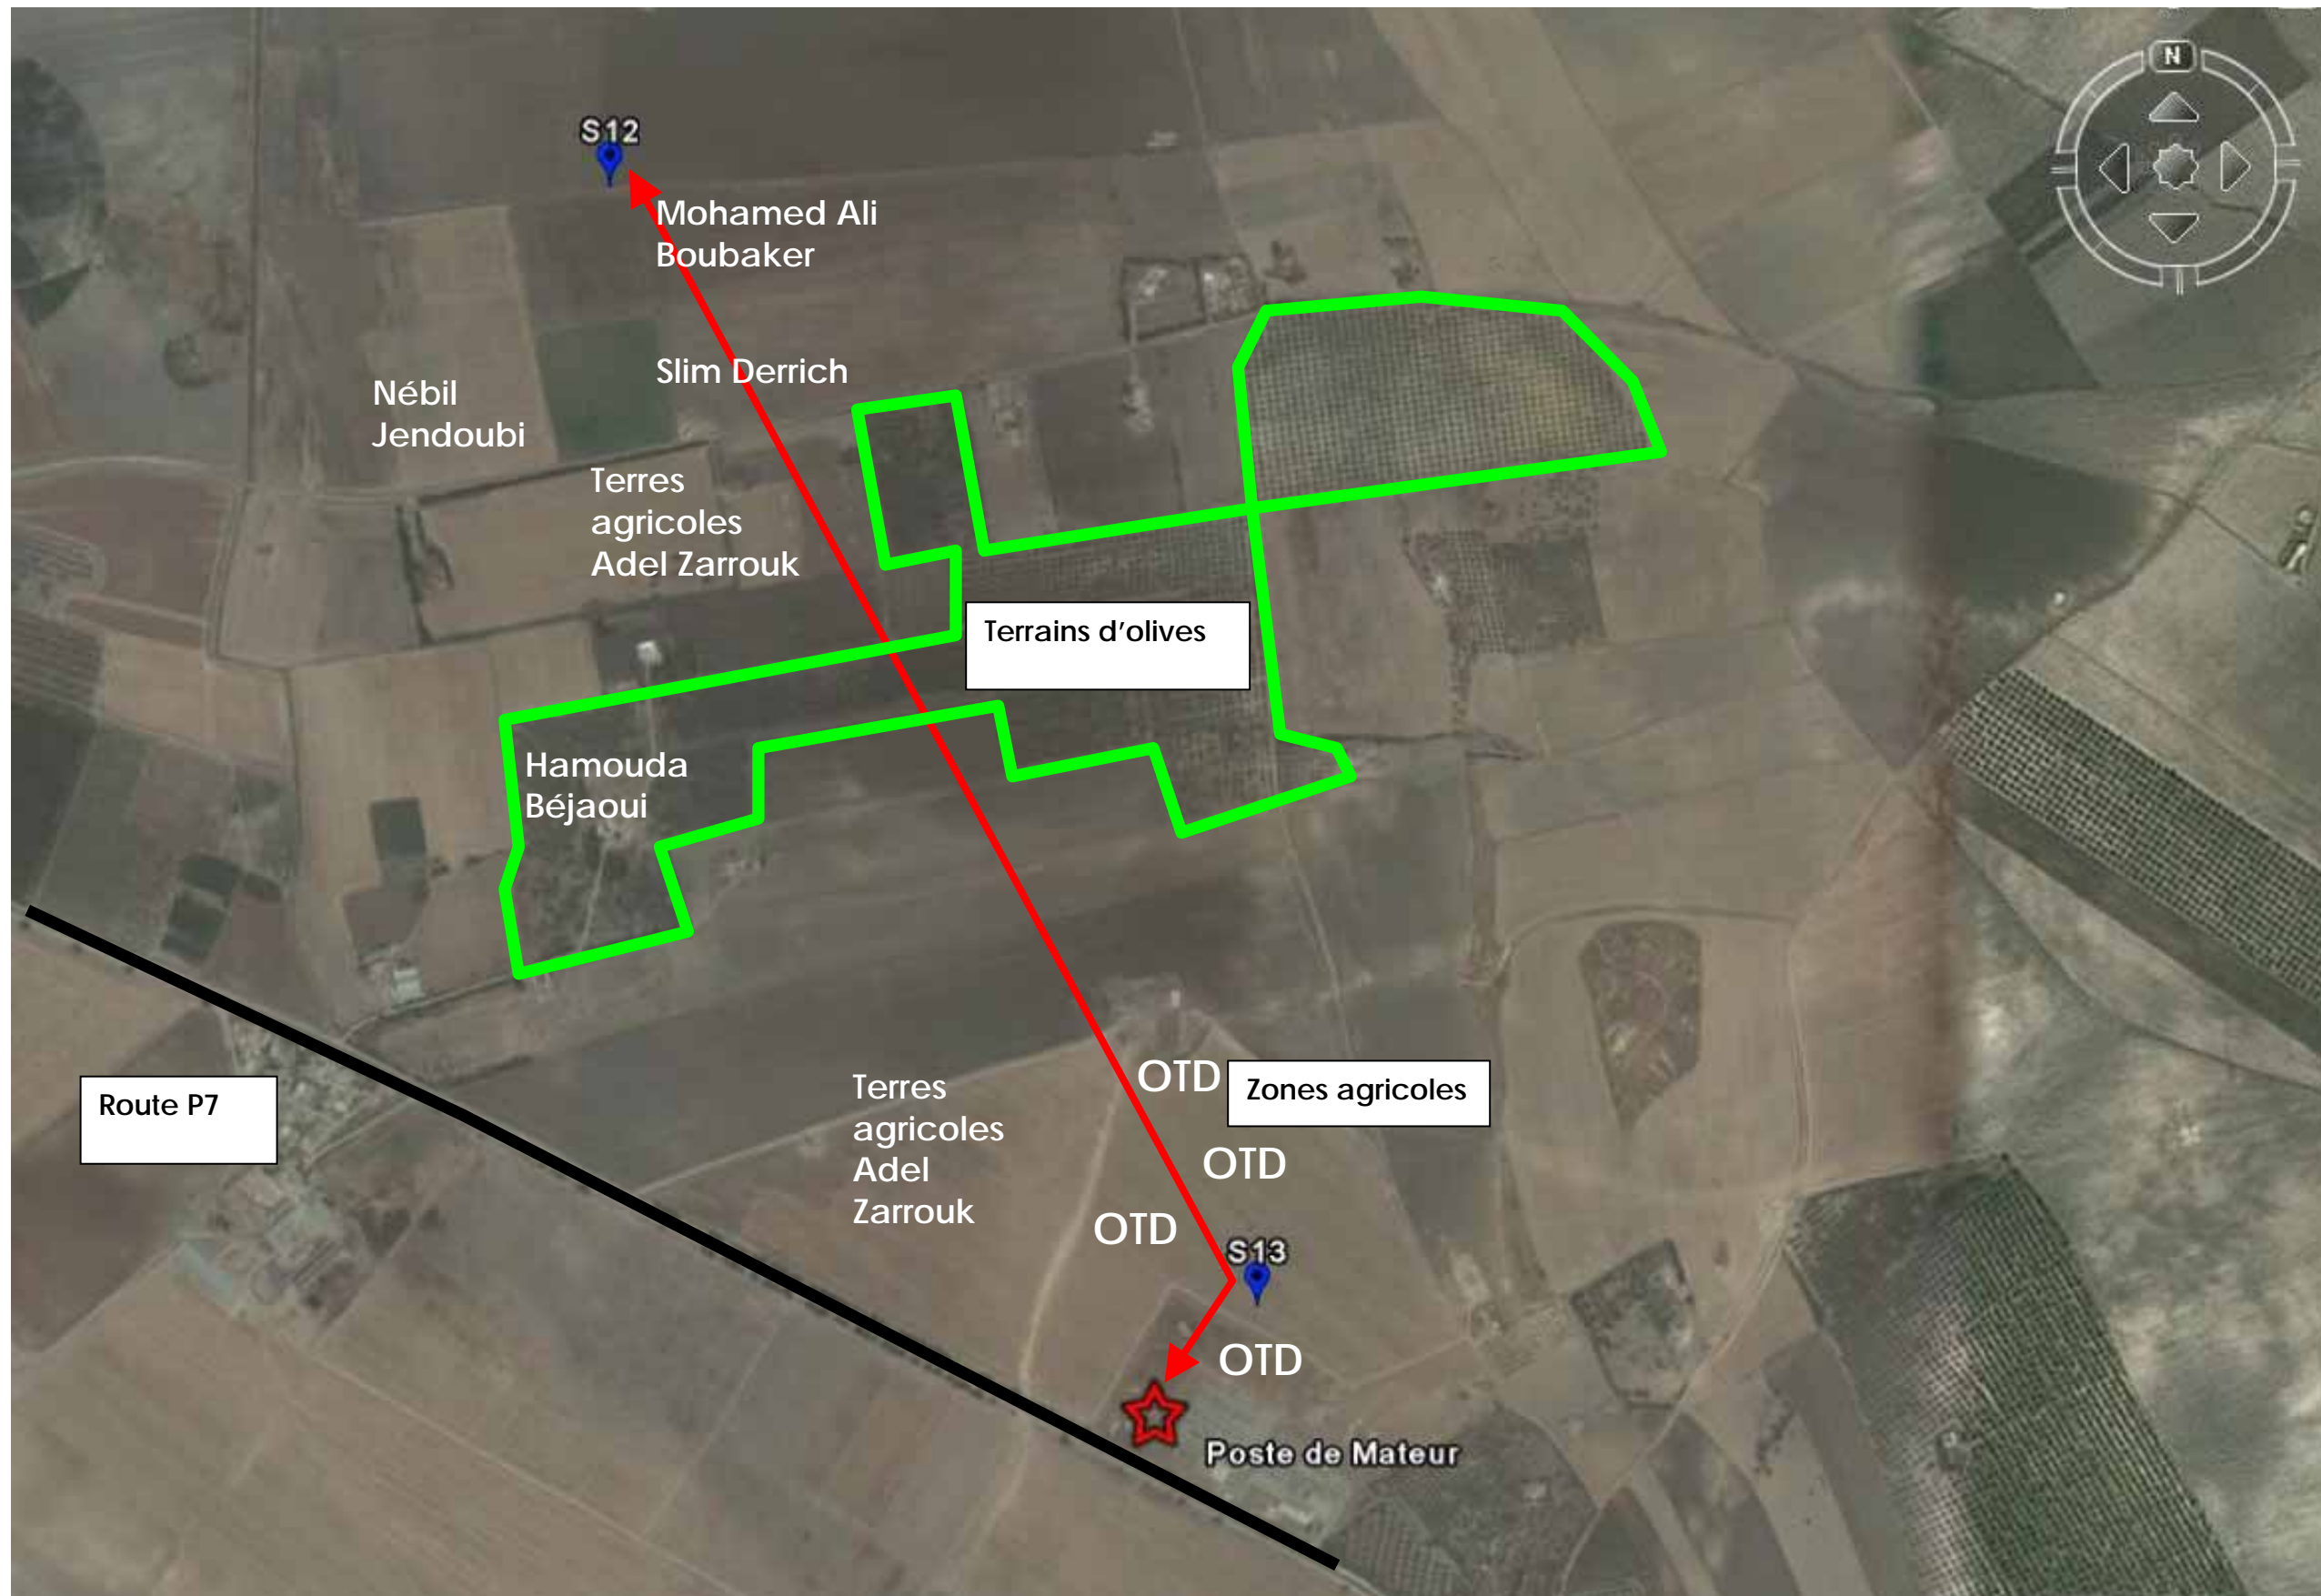 N
S12
Mohamed Ali
Boubaker
Slim Derrich
Nébil
Jendoubi
Terres
agricoles
Adel Zarrouk
Terrains d’olives
Hamouda
Béjaoui
Route P7
Terres
agricoles
Adel
Zarrouk
OTD
Zones agricoles
OTD
OTD
S13
OTD
Poste de Mateur